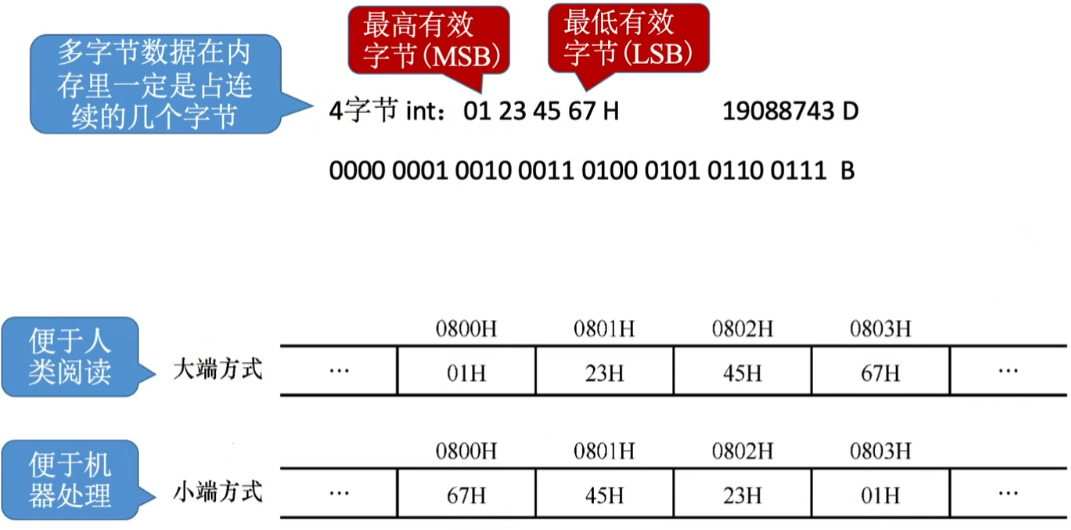 多字节数据在内
存里一定是占连
续的几个字节
最高有效
字节(MSB)
最低有效
字节(LSB)
4字节 int：01 23 45 67 H 19088743 D
0000 0001 0010 0011 0100 0101 0110 0111 B
便于人
类阅读
大端方式
0800H 0801H 0802H 0803H
… 01H 23H 45H 67H …
便于机
器处理
小端方式
0800H 0801H 0802H 0803H
… 67H 45H 23H 01H …